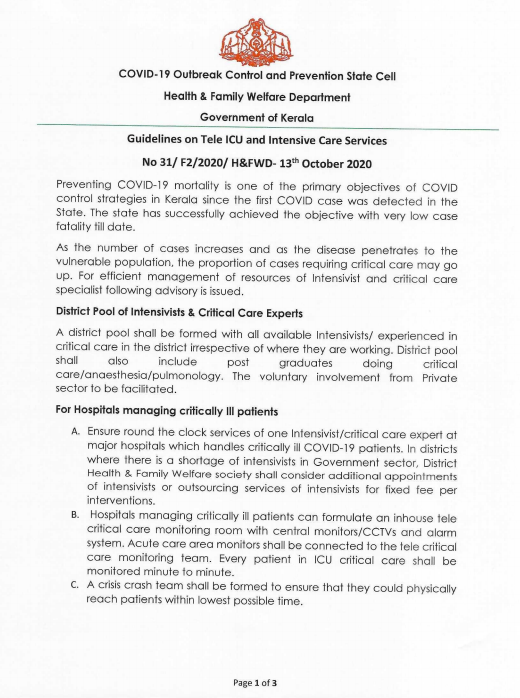 COVID-19 Outbreak Control and Prevention State Cell
Health & Family Welfare Department
Government of Kerala
Guidelines on Tele ICU and Intensive Care Services
No 31/ F2/2020/ H&FWD- 13th October 2020
Preventing COVID-19 mortality is one of the primary objectives of COVID
control strategies in Kerala since the first COVID case was detected in the
State. The state has successfully achieved the objective with very low case
fatality till date.
As the number of cases increases and as the disease penetrates to the
vulnerable population, the proportion of cases requiring critical care may go
up. For efficient management of resources of Intensivist and critical care
specialist following advisory is issued.
District Pool of Intensivists & Critical Care Experts
A district pool shall be formed with all available Intensivists/ experienced in
critical care in the district irrespective of where they are working. District pool
shall also include post graduates doing critical
care/anaesthesia/pulmonology. The voluntary involvement from Private
sector to be facilitated.
For Hospitals managing critically Ill patients
A. Ensure round the clock services of one Intensivist/critical care expert at
major hospitals which handles critically ill COVID-19 patients. In districts
where there is a shortage of intensivists in Government sector, District
Health & Family Welfare society shall consider additional appointments
of intensivists or outsourcing services of intensivists for fixed fee per
interventions.
B. Hospitals managing critically ill patients can formulate an inhouse tele
critical care monitoring room with central monitors/CCTVs and alarm
system. Acute care area monitors shall be connected to the tele critical
care monitoring team. Every patient in ICU critical care shall be
monitored minute to minute.
C. A crisis crash team shall be formed to ensure that they could physically
reach patients within lowest possible time.
Page 1 of 3